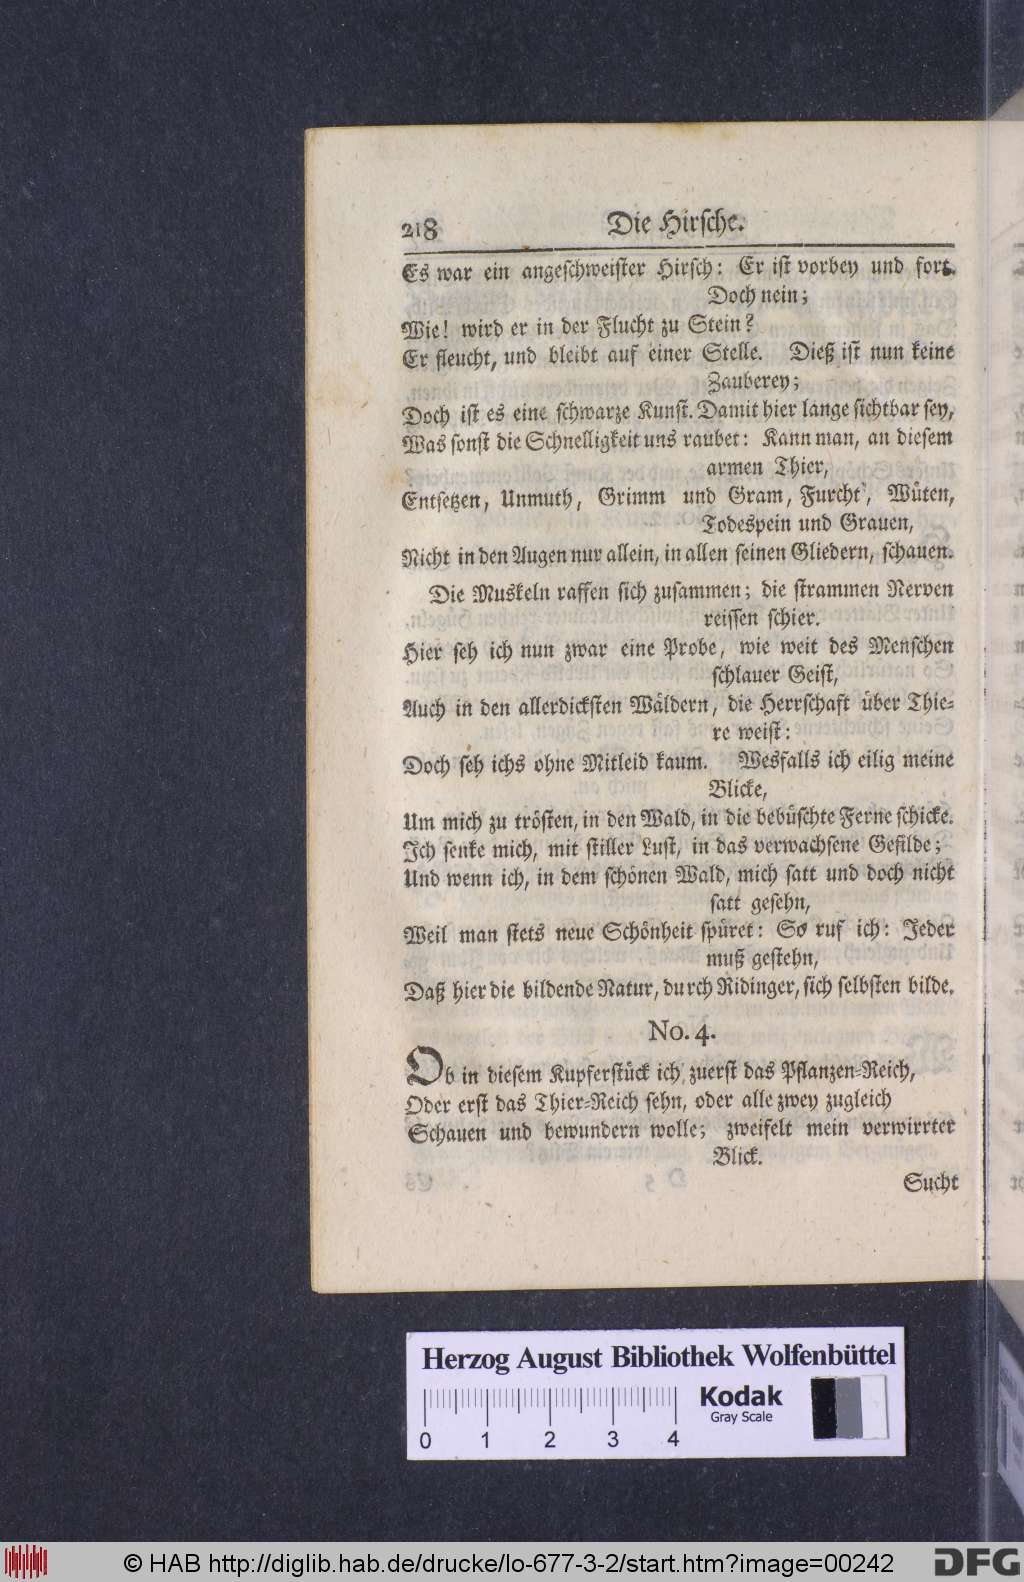 218
Die Hirsche.
Es war ein angeschweister Hirsch: Er ist vorbey und fort.
Doch nein;
Wie! wird er in der Flucht zu Stein?
Er fleucht, und bleibt auf einer Stelle. Dieß ist nun keine
Zauberey;
Doch ist es eine schwarze Kunst. Damit hier lange sichtbar sey,
Was sonst die Schnelligkeit uns raubet: Kann man, an diesem
armen Thier,
Entsetzen, Unmuth, Grimm und Gram, Furcht, Wüten,
Todespein und Grauen,
Nicht in den Augen nur allein, in allen seinen Gliedern, schauen.
Die Muskeln raffen sich zusammen; die strammen Nerven
reissen schier.
Hier seh ich nun zwar eine Probe, wie weit des Menschen
schlauer Geist,
Auch in den allerdicksten Wäldern, die Herrschaft über Thie-
re weist:
Doch seh ichs ohne Mitleid kaum. Wesfalls ich eilig meine
Blicke,
Um mich zu trösten, in den Wald, in die bebüschte Ferne schicke.
Ich senke mich, mit stiller Lust, in das verwachsene Gefilde;
Und wenn ich, in dem schönen Wald, mich satt und doch nicht
satt gesehn,
Weil man stets neue Schönheit spüret: So ruf ich: Jeder
muß gestehn,
Daß hier die bildende Natur, durch Ridinger, sich selbsten bilde.
No. 4.
Ob in diesem Kupferstück ich zuerst das Pflanzen-Reich,
Oder erst das Thier-Reich sehn, oder alle zwey zugleich
Schauen und bewundern wolle; zweifelt mein verwirrter
Blick.
Sucht
Herzog August Bibliothek Wolfenbüttel
Kodak
Gray Scale
0 1 2 3 4
© HAB http://diglib.hab.de/drucke/lo-677-3-2/start.htm?image=00242
DFG